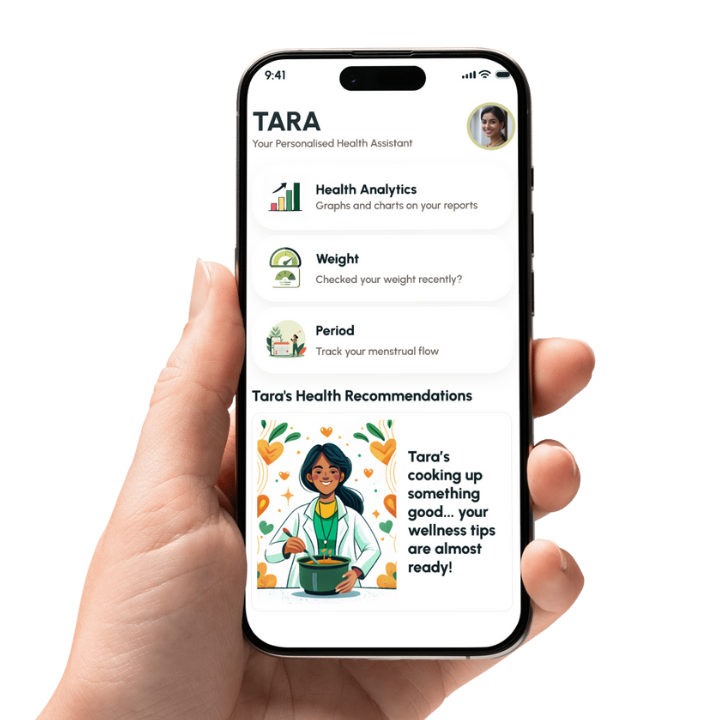 9:41
TARA
Your Personalised Health Assistant
Health Analytics
Graphs and charts on your reports
Weight
Checked your weight recently?
Period
Track your menstrual flow
Tara's Health Recommendations
Tara's
cooking up
something
good... your
wellness tips
are almost
ready!